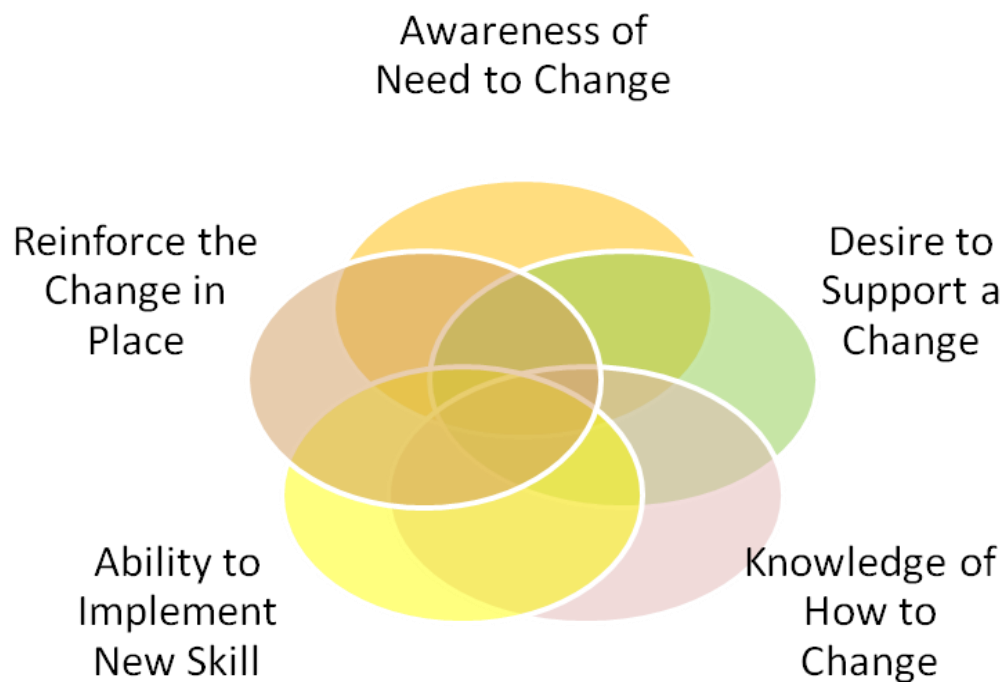 Awareness of
Need to Change
Desire to
Support a
Change
Knowledge of
How to
Change
Ability to
Implement
New Skill
Reinforce the
Change in
Place